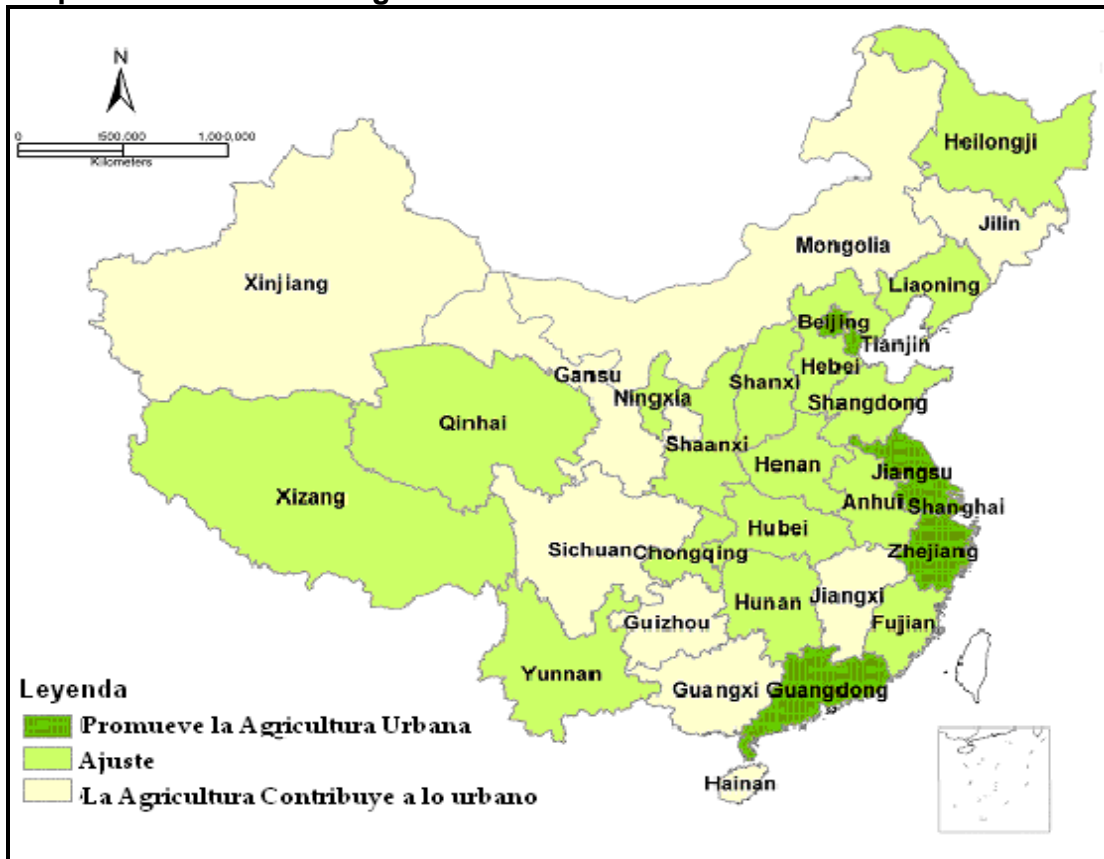 N
0 500,000 1,000,000
Kilometers
Heilongji
Jilin
Mongolia
Xinjiang
Liaoning
Beijing
Tianjin
Hebei
Gansu
Shanxi
Ningxia
Shangdong
Qinhai
Shaanxi
Henan
Jiangsu
Xizang
Anhui
Shanghai
Hubei
Sichuan
Chongqing
Zhejiang
Hunan
Jiangxi
Guizhou
Fujian
Yunnan
Guangxi
Guangdong
Leyenda
Promueve la Agricultura Urbana
Ajuste
La Agricultura Contribuye a lo urbano
Hainan